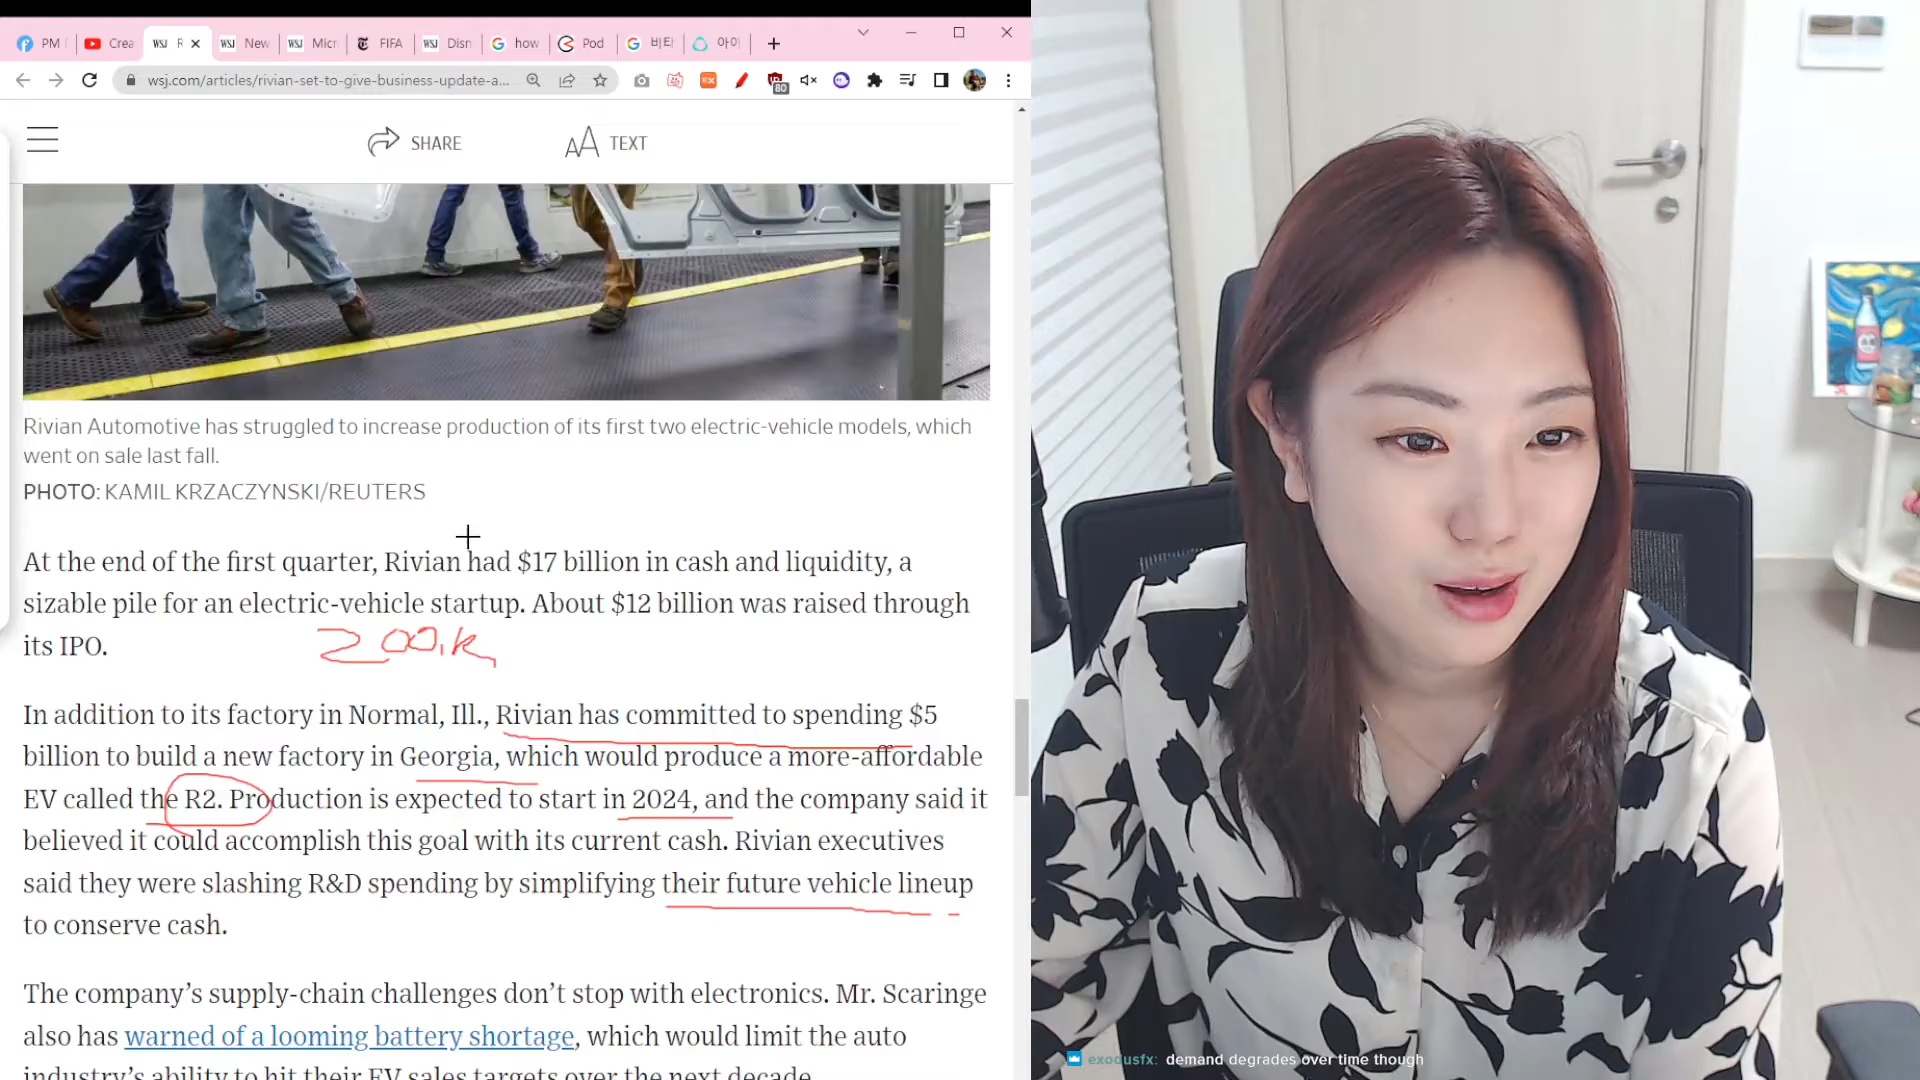 PM
Crea
WSJ R
WSJ New
WSJ Micr
FIFA
WSJ Disn
how
Pod
비트
아이
wsj.com/articles/rivian-set-to-give-business-update-a...
80
SHARE
AA TEXT
Rivian Automotive has struggled to increase production of its first two electric-vehicle models, which
went on sale last fall.
PHOTO: KAMIL KRZACZYNSKI/REUTERS
At the end of the first quarter, Rivian had $17 billion in cash and liquidity, a
sizable pile for an electric-vehicle startup. About $12 billion was raised through
its IPO.
200.k
In addition to its factory in Normal, Ill., Rivian has committed to spending $5
billion to build a new factory in Georgia, which would produce a more-affordable
EV called the R2. Production is expected to start in 2024, and the company said it
believed it could accomplish this goal with its current cash. Rivian executives
said they were slashing R&D spending by simplifying their future vehicle lineup
to conserve cash.
The company’s supply-chain challenges don’t stop with electronics. Mr. Scaringe
also has warned of a looming battery shortage, which would limit the auto
industry’s ability to hit their EV sales targets over the next decade.
exodusfx: demand degrades over time though